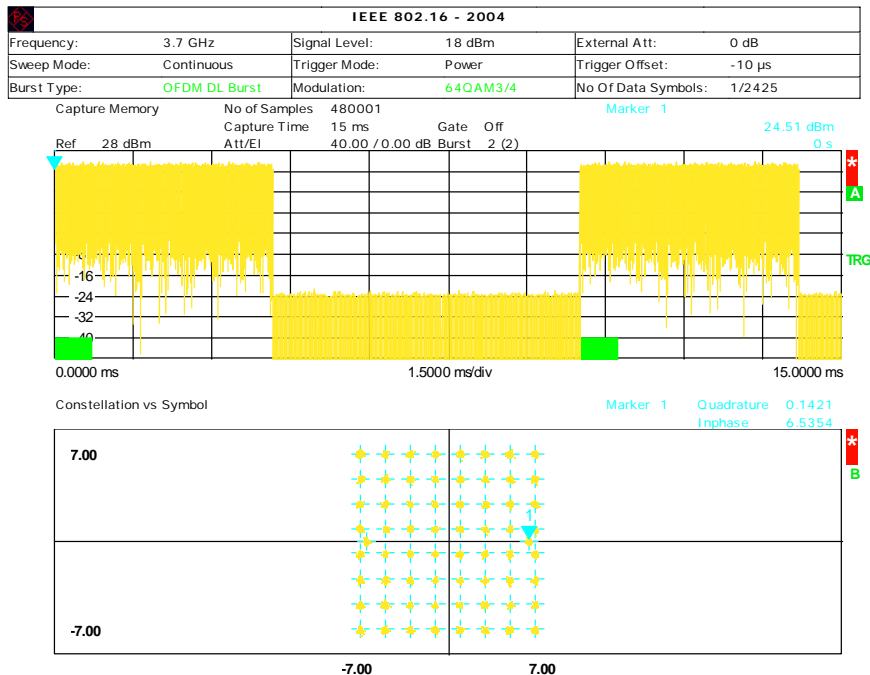 IEEE 802.16 - 2004
Frequency: 3.7 GHz Signal Level: 18 dBm External Att: 0 dB
Sweep Mode: Continuous Trigger Mode: Power Trigger Offset: -10 µs
Burst Type: OFDM DL Burst Modulation: 64QAM3/4 No Of Data Symbols: 1/2425
Capture Memory No of Samples 480001 Marker 1
Capture Time 15 ms Gate Off 24.51 dBm
Ref 28 dBm Att/El 40.00 / 0.00 dB Burst 2 (2) 0 s
*
A
TRG
-16
-24
-32
-40
0.0000 ms 1.5000 ms/div 15.0000 ms
Constellation vs Symbol Marker 1 Quadrature 0.1421
Inphase 6.5354
*
7.00
B
1
-7.00
-7.00 7.00